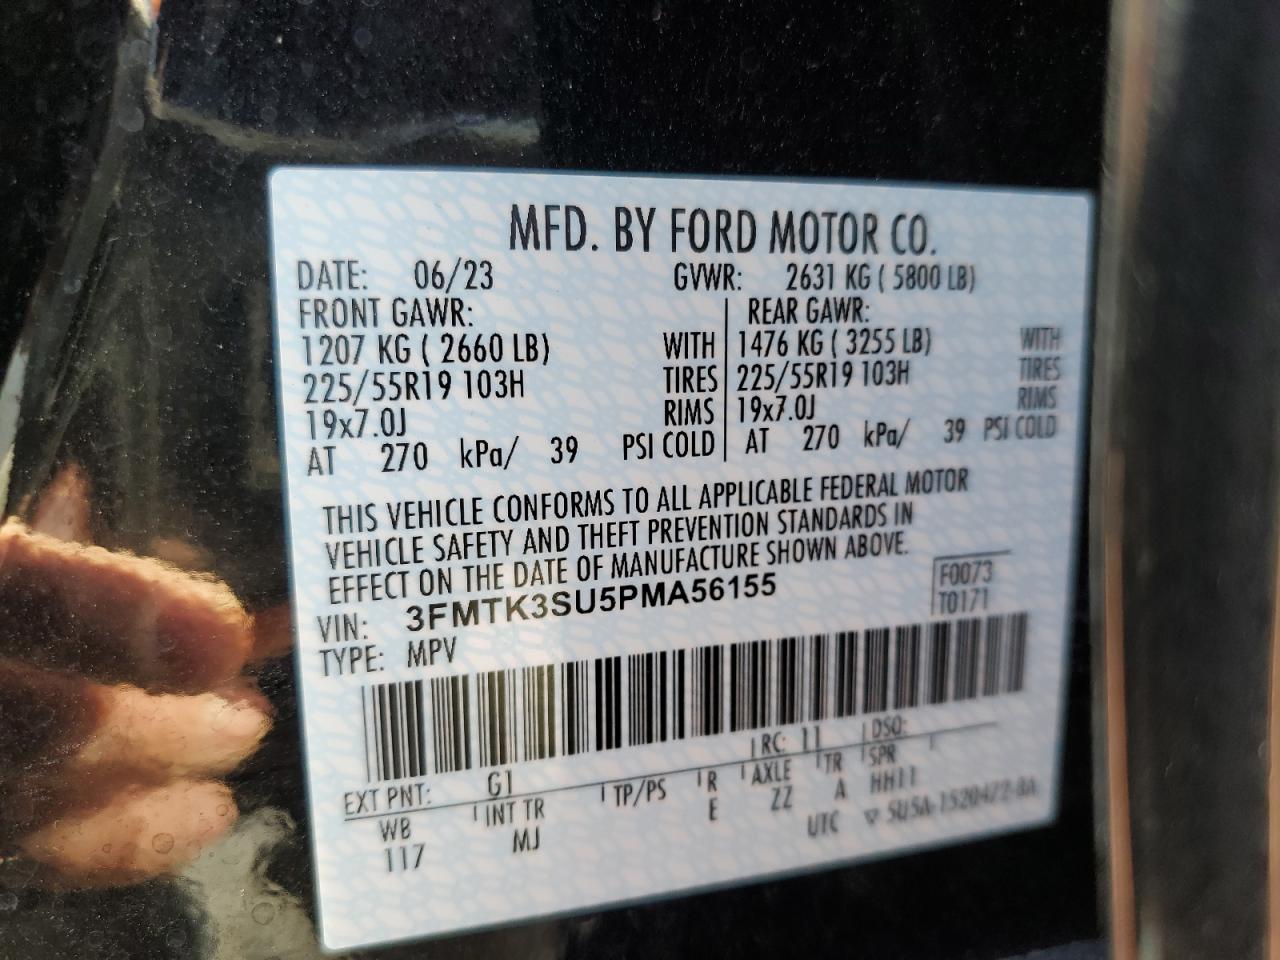 MFD. BY FORD MOTOR CO.
DATE: 06/23 GVWR: 2631 KG ( 5800 LB)
FRONT GAWR: REAR GAWR:
1207 KG ( 2660 LB) WITH 1476 KG ( 3255 LB) WITH
225/55R19 103H TIRES 225/55R19 103H TIRES
19x7.0J RIMS 19x7.0J RIMS
AT 270 kPa/ 39 PSI COLD AT 270 kPa/ 39 PSI COLD
THIS VEHICLE CONFORMS TO ALL APPLICABLE FEDERAL MOTOR
VEHICLE SAFETY AND THEFT PREVENTION STANDARDS IN
EFFECT ON THE DATE OF MANUFACTURE SHOWN ABOVE.
VIN: 3FMTK3SU5PMA56155 F0073
TYPE: MPV T0171
EXT PNT: G1 RC: 11 DSO:
WB INT TR TP/PS R AXLE TR SPR
117 MJ E ZZ A HH11
UTC ▽ SU5A-1520472-BA